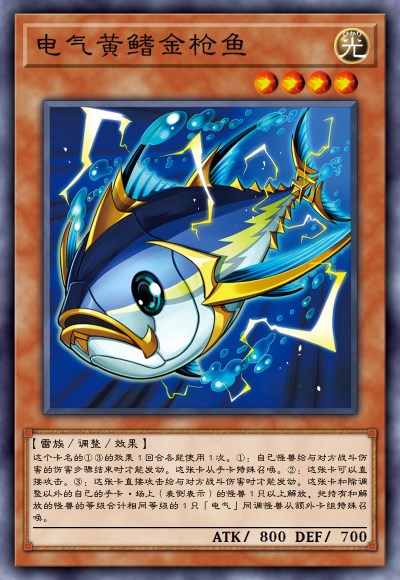 电气黄鳍金枪鱼
ひかり
光
【雷族／调整／效果】
这个卡名的①③的效果1回合各能使用1次。①：自己怪兽给与对方战斗伤
害的伤害步骤结束时才能发动。这张卡从手卡特殊召唤。②：这张卡可以直
接攻击。③：这张卡直接攻击给与对方战斗伤害时才能发动。这张卡和除调
整以外的自己的手卡·场上（表侧表示）的怪兽1只以上解放，把持有和解
放的怪兽的等级合计相同等级的1只「电气」同调怪兽从额外卡组特殊召
唤。
ATK/ 800 DEF/ 700